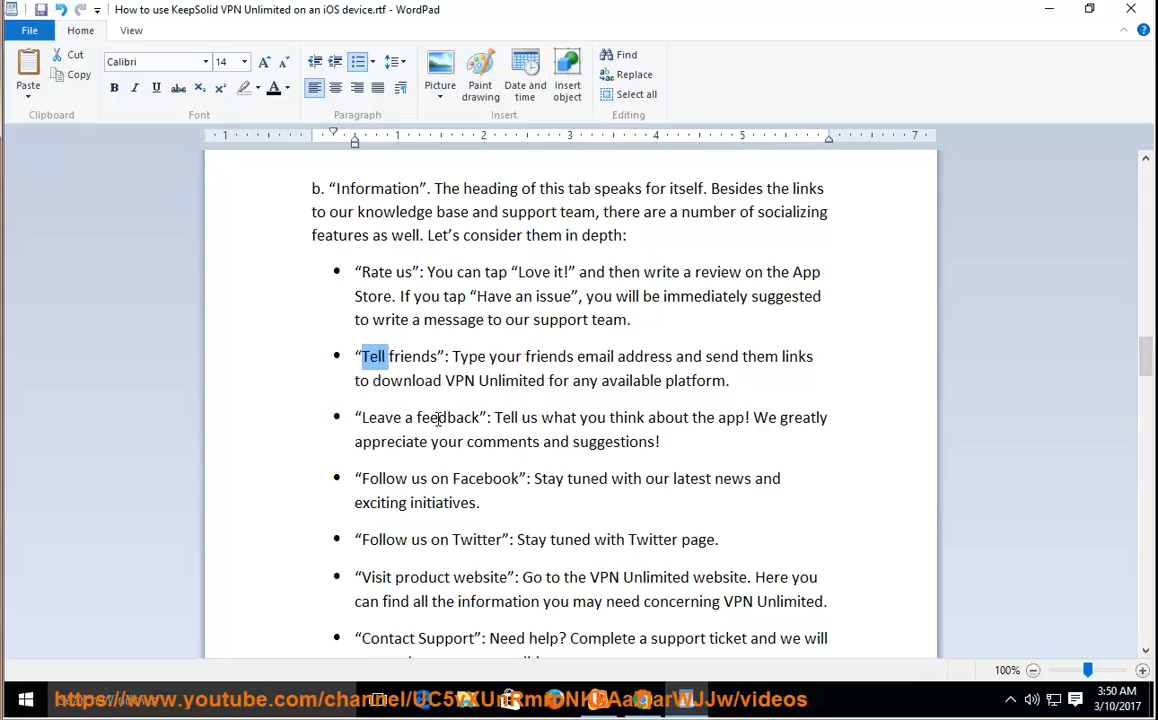 How to use KeepSolid VPN Unlimited on an iOS device.rtf - WordPad
File Home View
Cut
Copy
Paste
Clipboard
Calibri 14
Font
Paragraph
Picture
Paint drawing
Date and time
Insert object
Insert
Find
Replace
Select all
Editing
1 1 2 3 4 5 7
b. “Information”. The heading of this tab speaks for itself. Besides the links
to our knowledge base and support team, there are a number of socializing
features as well. Let’s consider them in depth:
• “Rate us”: You can tap “Love it!” and then write a review on the App
Store. If you tap “Have an issue”, you will be immediately suggested
to write a message to our support team.
• “Tell friends”: Type your friends email address and send them links
to download VPN Unlimited for any available platform.
• “Leave a feedback”: Tell us what you think about the app! We greatly
appreciate your comments and suggestions!
• “Follow us on Facebook”: Stay tuned with our latest news and
exciting initiatives.
• “Follow us on Twitter”: Stay tuned with Twitter page.
• “Visit product website”: Go to the VPN Unlimited website. Here you
can find all the information you may need concerning VPN Unlimited.
• “Contact Support”: Need help? Complete a support ticket and we will
100%
3:50 AM
3/10/2017